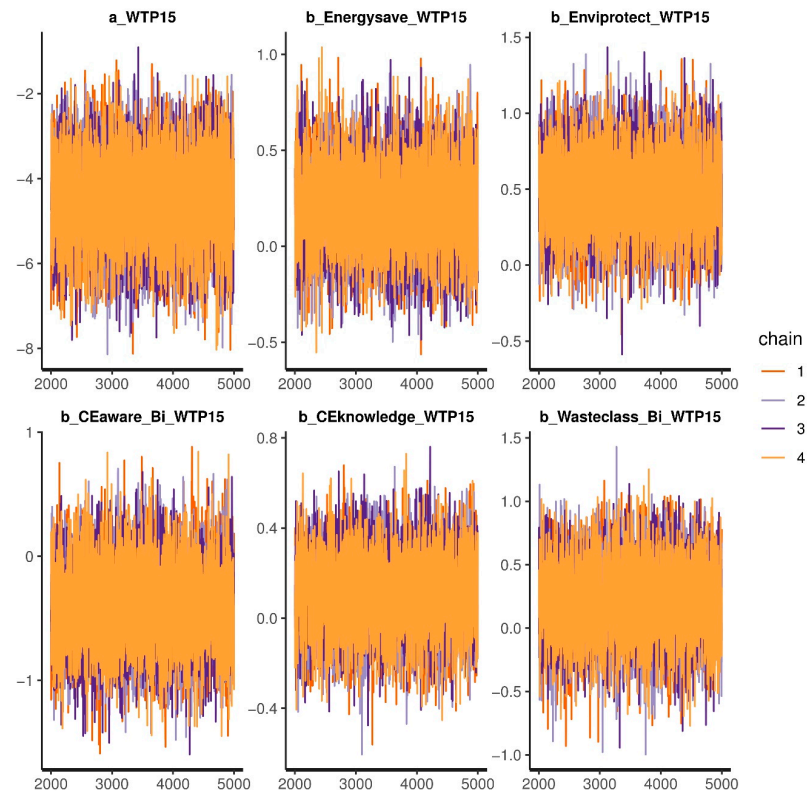 a_WTP15
b_Energysave_WTP15
b_Enviprotect_WTP15
−2
−4
−6
−8
2000 3000 4000 5000
1.0
0.5
0.0
−0.5
2000 3000 4000 5000
1.5
1.0
0.5
0.0
−0.5
2000 3000 4000 5000
chain
1
2
3
4
b_CEaware_Bi_WTP15
b_CEknowledge_WTP15
b_Wasteclass_Bi_WTP15
1
0
−1
2000 3000 4000 5000
0.8
0.4
0.0
−0.4
2000 3000 4000 5000
1.5
1.0
0.5
0.0
−0.5
−1.0
2000 3000 4000 5000